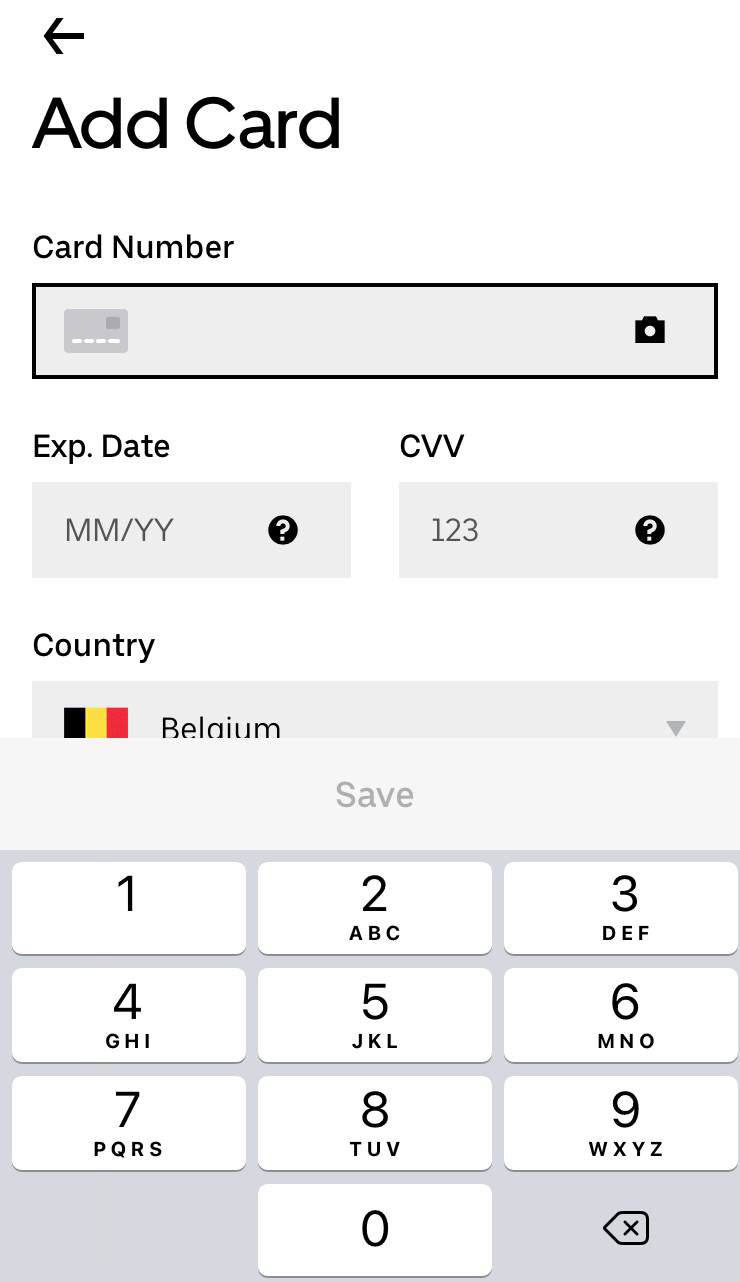 Add Card
Card Number
Exp. Date CVV
MM/YY ? 123 ?
Country
Belgium
Save
1 2 3
ABC DEF
4 5 6
GHI JKL MNO
7 8 9
PQRS TUV WXYZ
0